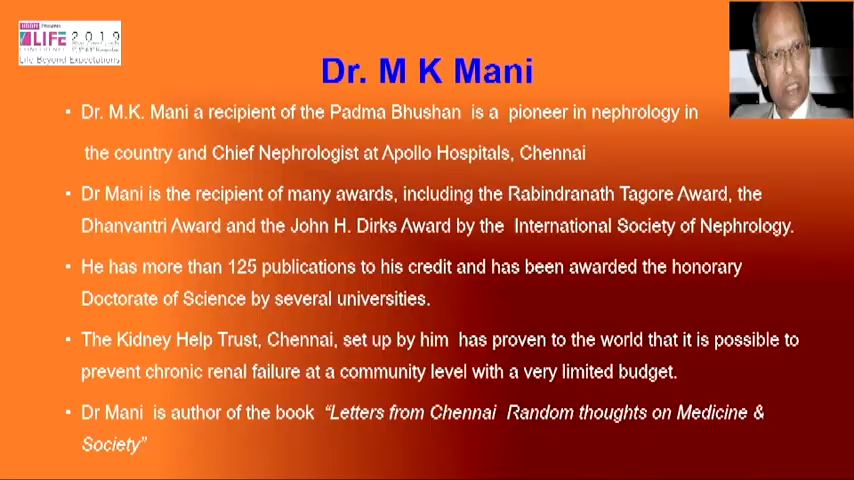 LIFE 2019
Life Beyond Expectations
Dr. M K Mani
• Dr. M.K. Mani a recipient of the Padma Bhushan is a pioneer in nephrology in
the country and Chief Nephrologist at Apollo Hospitals, Chennai
• Dr Mani is the recipient of many awards, including the Rabindranath Tagore Award, the
Dhanvantri Award and the John H. Dirks Award by the International Society of Nephrology.
• He has more than 125 publications to his credit and has been awarded the honorary
Doctorate of Science by several universities.
• The Kidney Help Trust, Chennai, set up by him has proven to the world that it is possible to
prevent chronic renal failure at a community level with a very limited budget.
• Dr Mani is author of the book “Letters from Chennai Random thoughts on Medicine &
Society”